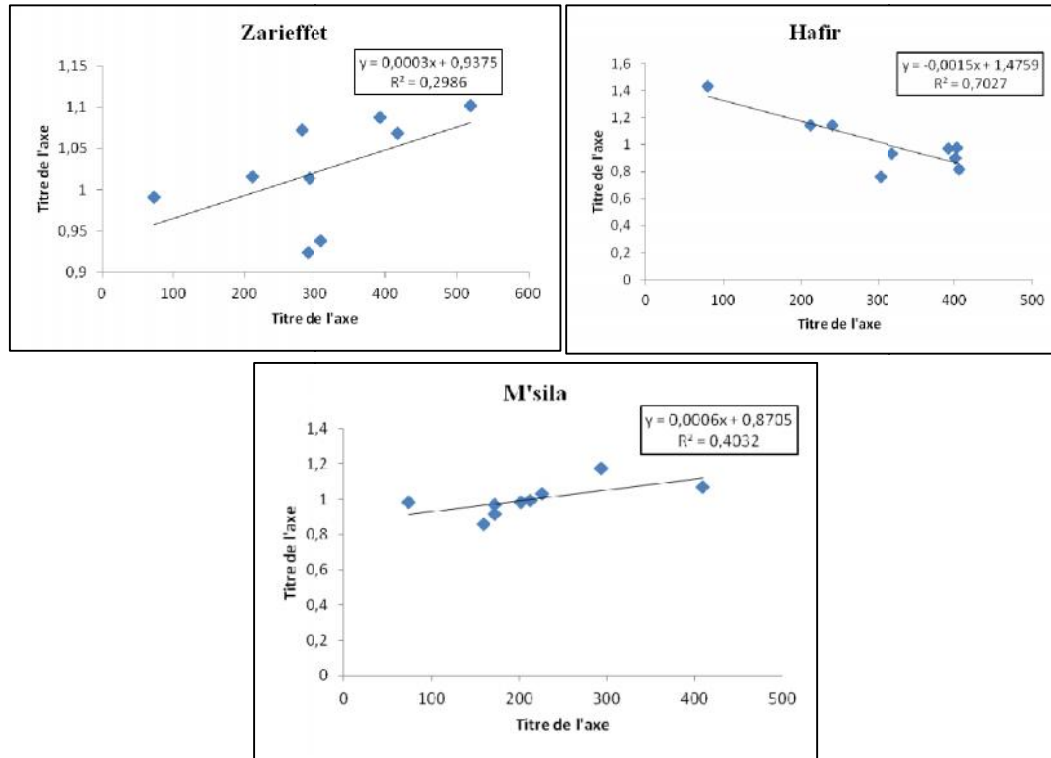 Zarieffet
y = 0,0003x + 0,9375
R² = 0,2986
1,15
1,1
1,05
1
0,95
0,9
Titre de l'axe
0 100 200 300 400 500 600
Titre de l'axe
Hafir
y = -0,0015x + 1,4759
R² = 0,7027
1,6
1,4
1,2
1
0,8
0,6
0,4
0,2
0
Titre de l'axe
0 100 200 300 400 500
Titre de l'axe
M'sila
y = 0,0006x + 0,8705
R² = 0,4032
1,4
1,2
1
0,8
0,6
0,4
0,2
0
Titre de l'axe
0 100 200 300 400 500
Titre de l'axe